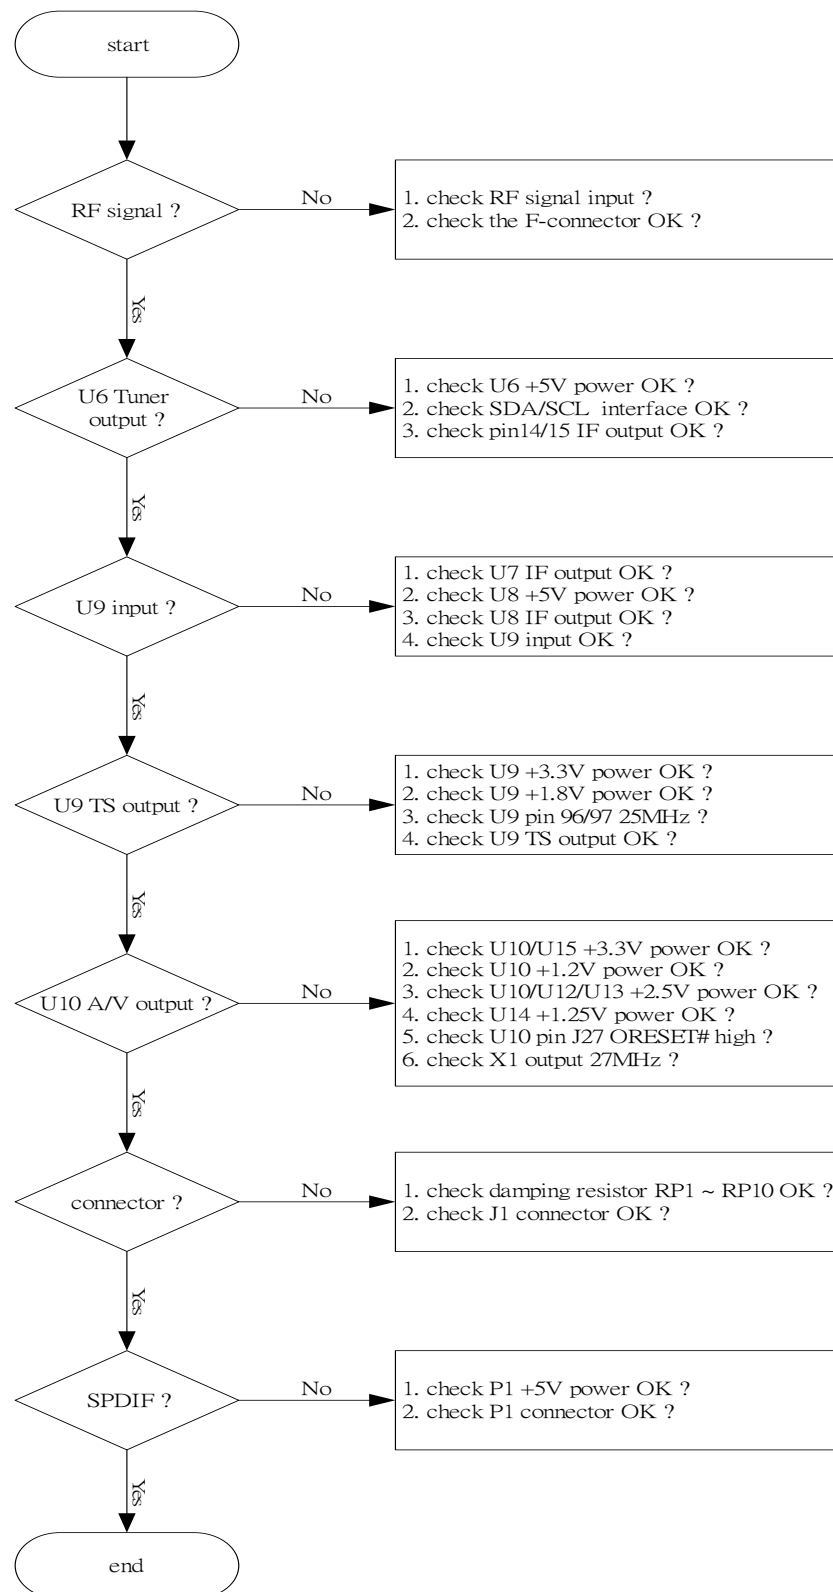 start
RF signal ?
No
1. check RF signal input ?
2. check the F-connector OK ?
Yes
U6 Tuner
output ?
No
1. check U6 +5V power OK ?
2. check SDA/SCL interface OK ?
3. check pin14/15 IF output OK ?
Yes
U9 input ?
No
1. check U7 IF output OK ?
2. check U8 +5V power OK ?
3. check U8 IF output OK ?
4. check U9 input OK ?
Yes
U9 TS output ?
No
1. check U9 +3.3V power OK ?
2. check U9 +1.8V power OK ?
3. check U9 pin 96/97 25MHz ?
4. check U9 TS output OK ?
Yes
U10 A/V output ?
No
1. check U10/U15 +3.3V power OK ?
2. check U10 +1.2V power OK ?
3. check U10/U12/U13 +2.5V power OK ?
4. check U14 +1.25V power OK ?
5. check U10 pin J27 ORESET# high ?
6. check X1 output 27MHz ?
Yes
connector ?
No
1. check damping resistor RP1 ~ RP10 OK ?
2. check J1 connector OK ?
Yes
SPDIF ?
No
1. check P1 +5V power OK ?
2. check P1 connector OK ?
Yes
end